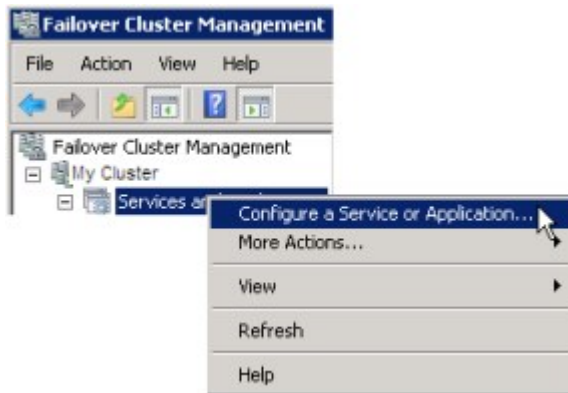 Failover Cluster Management
File Action View Help
Failover Cluster Management
My Cluster
Services
Configure a Service or Application...
More Actions...
View
Refresh
Help